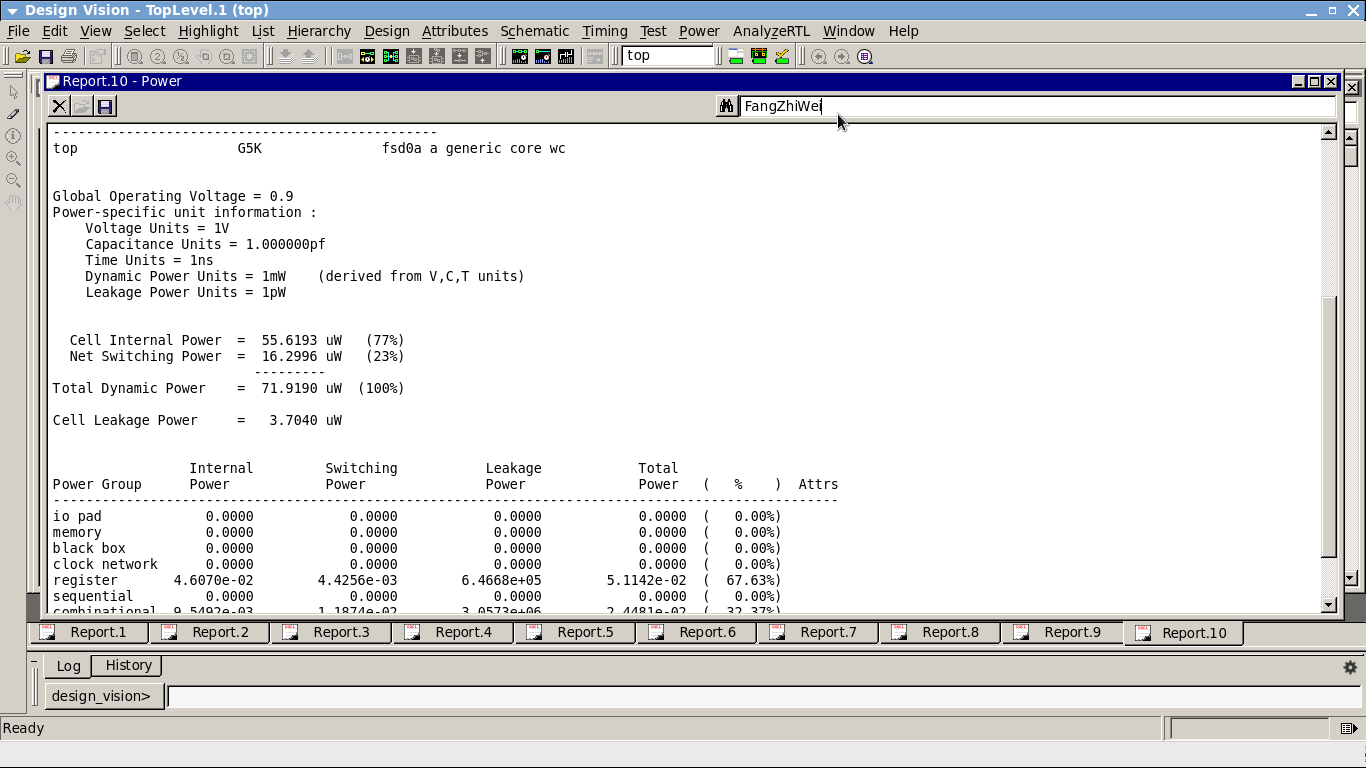 Design Vision - TopLevel.1 (top)
File Edit View Select Highlight List Hierarchy Design Attributes Schematic Timing Test Power AnalyzeRTL Window Help
top
Report.10 - Power
FangZhiWei
------------------------------------------------
top G5K fsd0a a generic core wc
Global Operating Voltage = 0.9
Power-specific unit information :
Voltage Units = 1V
Capacitance Units = 1.000000pf
Time Units = 1ns
Dynamic Power Units = 1mW (derived from V,C,T units)
Leakage Power Units = 1pW
Cell Internal Power = 55.6193 uW (77%)
Net Switching Power = 16.2996 uW (23%)
---------
Total Dynamic Power = 71.9190 uW (100%)
Cell Leakage Power = 3.7040 uW
Internal Switching Leakage Total
Power Group Power Power Power Power ( % ) Attrs
--------------------------------------------------------------------------------------------------
io pad 0.0000 0.0000 0.0000 0.0000 ( 0.00%)
memory 0.0000 0.0000 0.0000 0.0000 ( 0.00%)
black box 0.0000 0.0000 0.0000 0.0000 ( 0.00%)
clock network 0.0000 0.0000 0.0000 0.0000 ( 0.00%)
register 4.6070e-02 4.4256e-03 6.4668e+05 5.1142e-02 ( 67.63%)
sequential 0.0000 0.0000 0.0000 0.0000 ( 0.00%)
combinational 9.5492e-03 1.1874e-02 3.0573e+06 2.4481e-02 ( 32.37%)
Report.1 Report.2 Report.3 Report.4 Report.5 Report.6 Report.7 Report.8 Report.9 Report.10
Log History
design_vision>
Ready